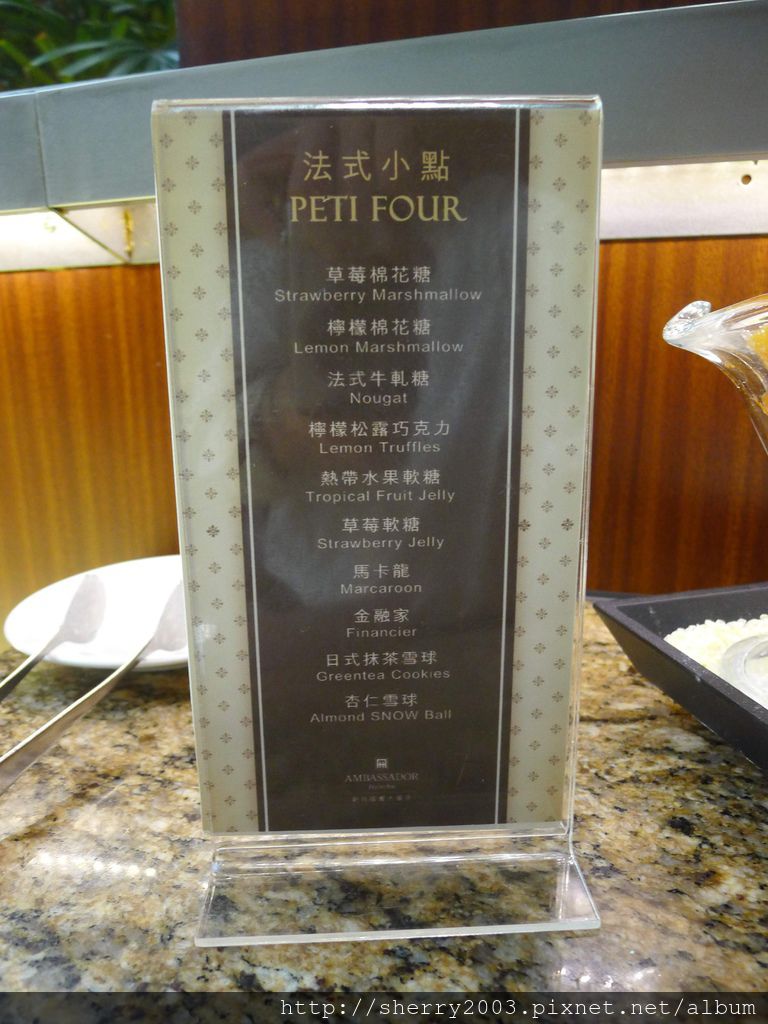 法式小點
PETI FOUR
草莓棉花糖
Strawberry Marshmallow
檸檬棉花糖
Lemon Marshmallow
法式牛軋糖
Nougat
檸檬松露巧克力
Lemon Truffles
熱帶水果軟糖
Tropical Fruit Jelly
草莓軟糖
Strawberry Jelly
馬卡龍
Marcaroon
金融家
Financier
日式抹茶雪球
Greentea Cookies
杏仁雪球
Almond SNOW Ball
AMBASSADOR
http://sherry2003.pixnet.net/album